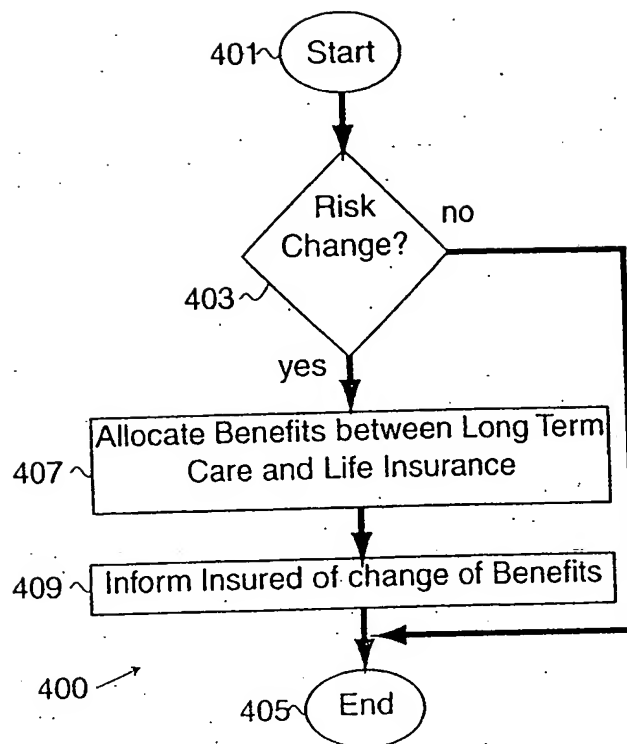 401
Start
Risk
Change?
no
403
yes
Allocate Benefits between Long Term
Care and Life Insurance
407
Inform Insured of change of Benefits
409
400
End
405